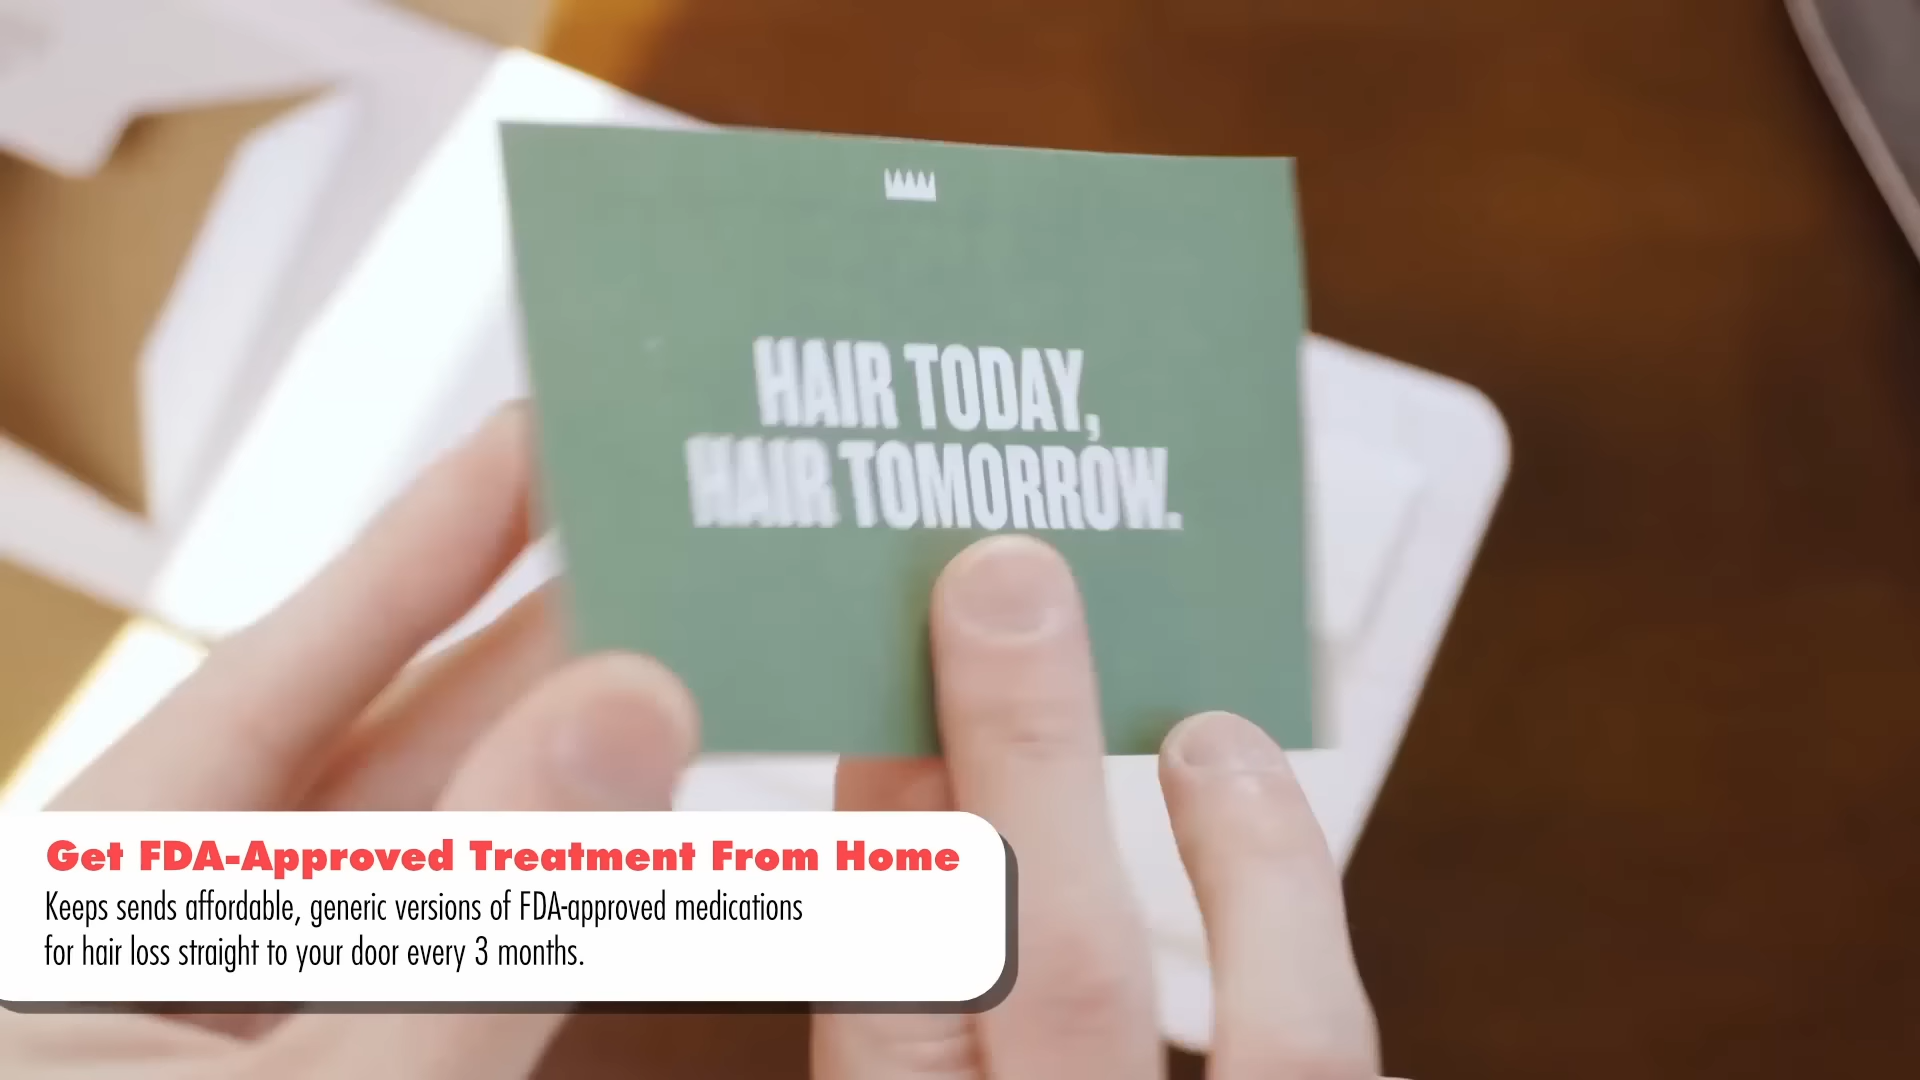 HAIR TODAY,
HAIR TOMORROW.
Get FDA-Approved Treatment From Home
Keeps sends affordable, generic versions of FDA-approved medications
for hair loss straight to your door every 3 months.